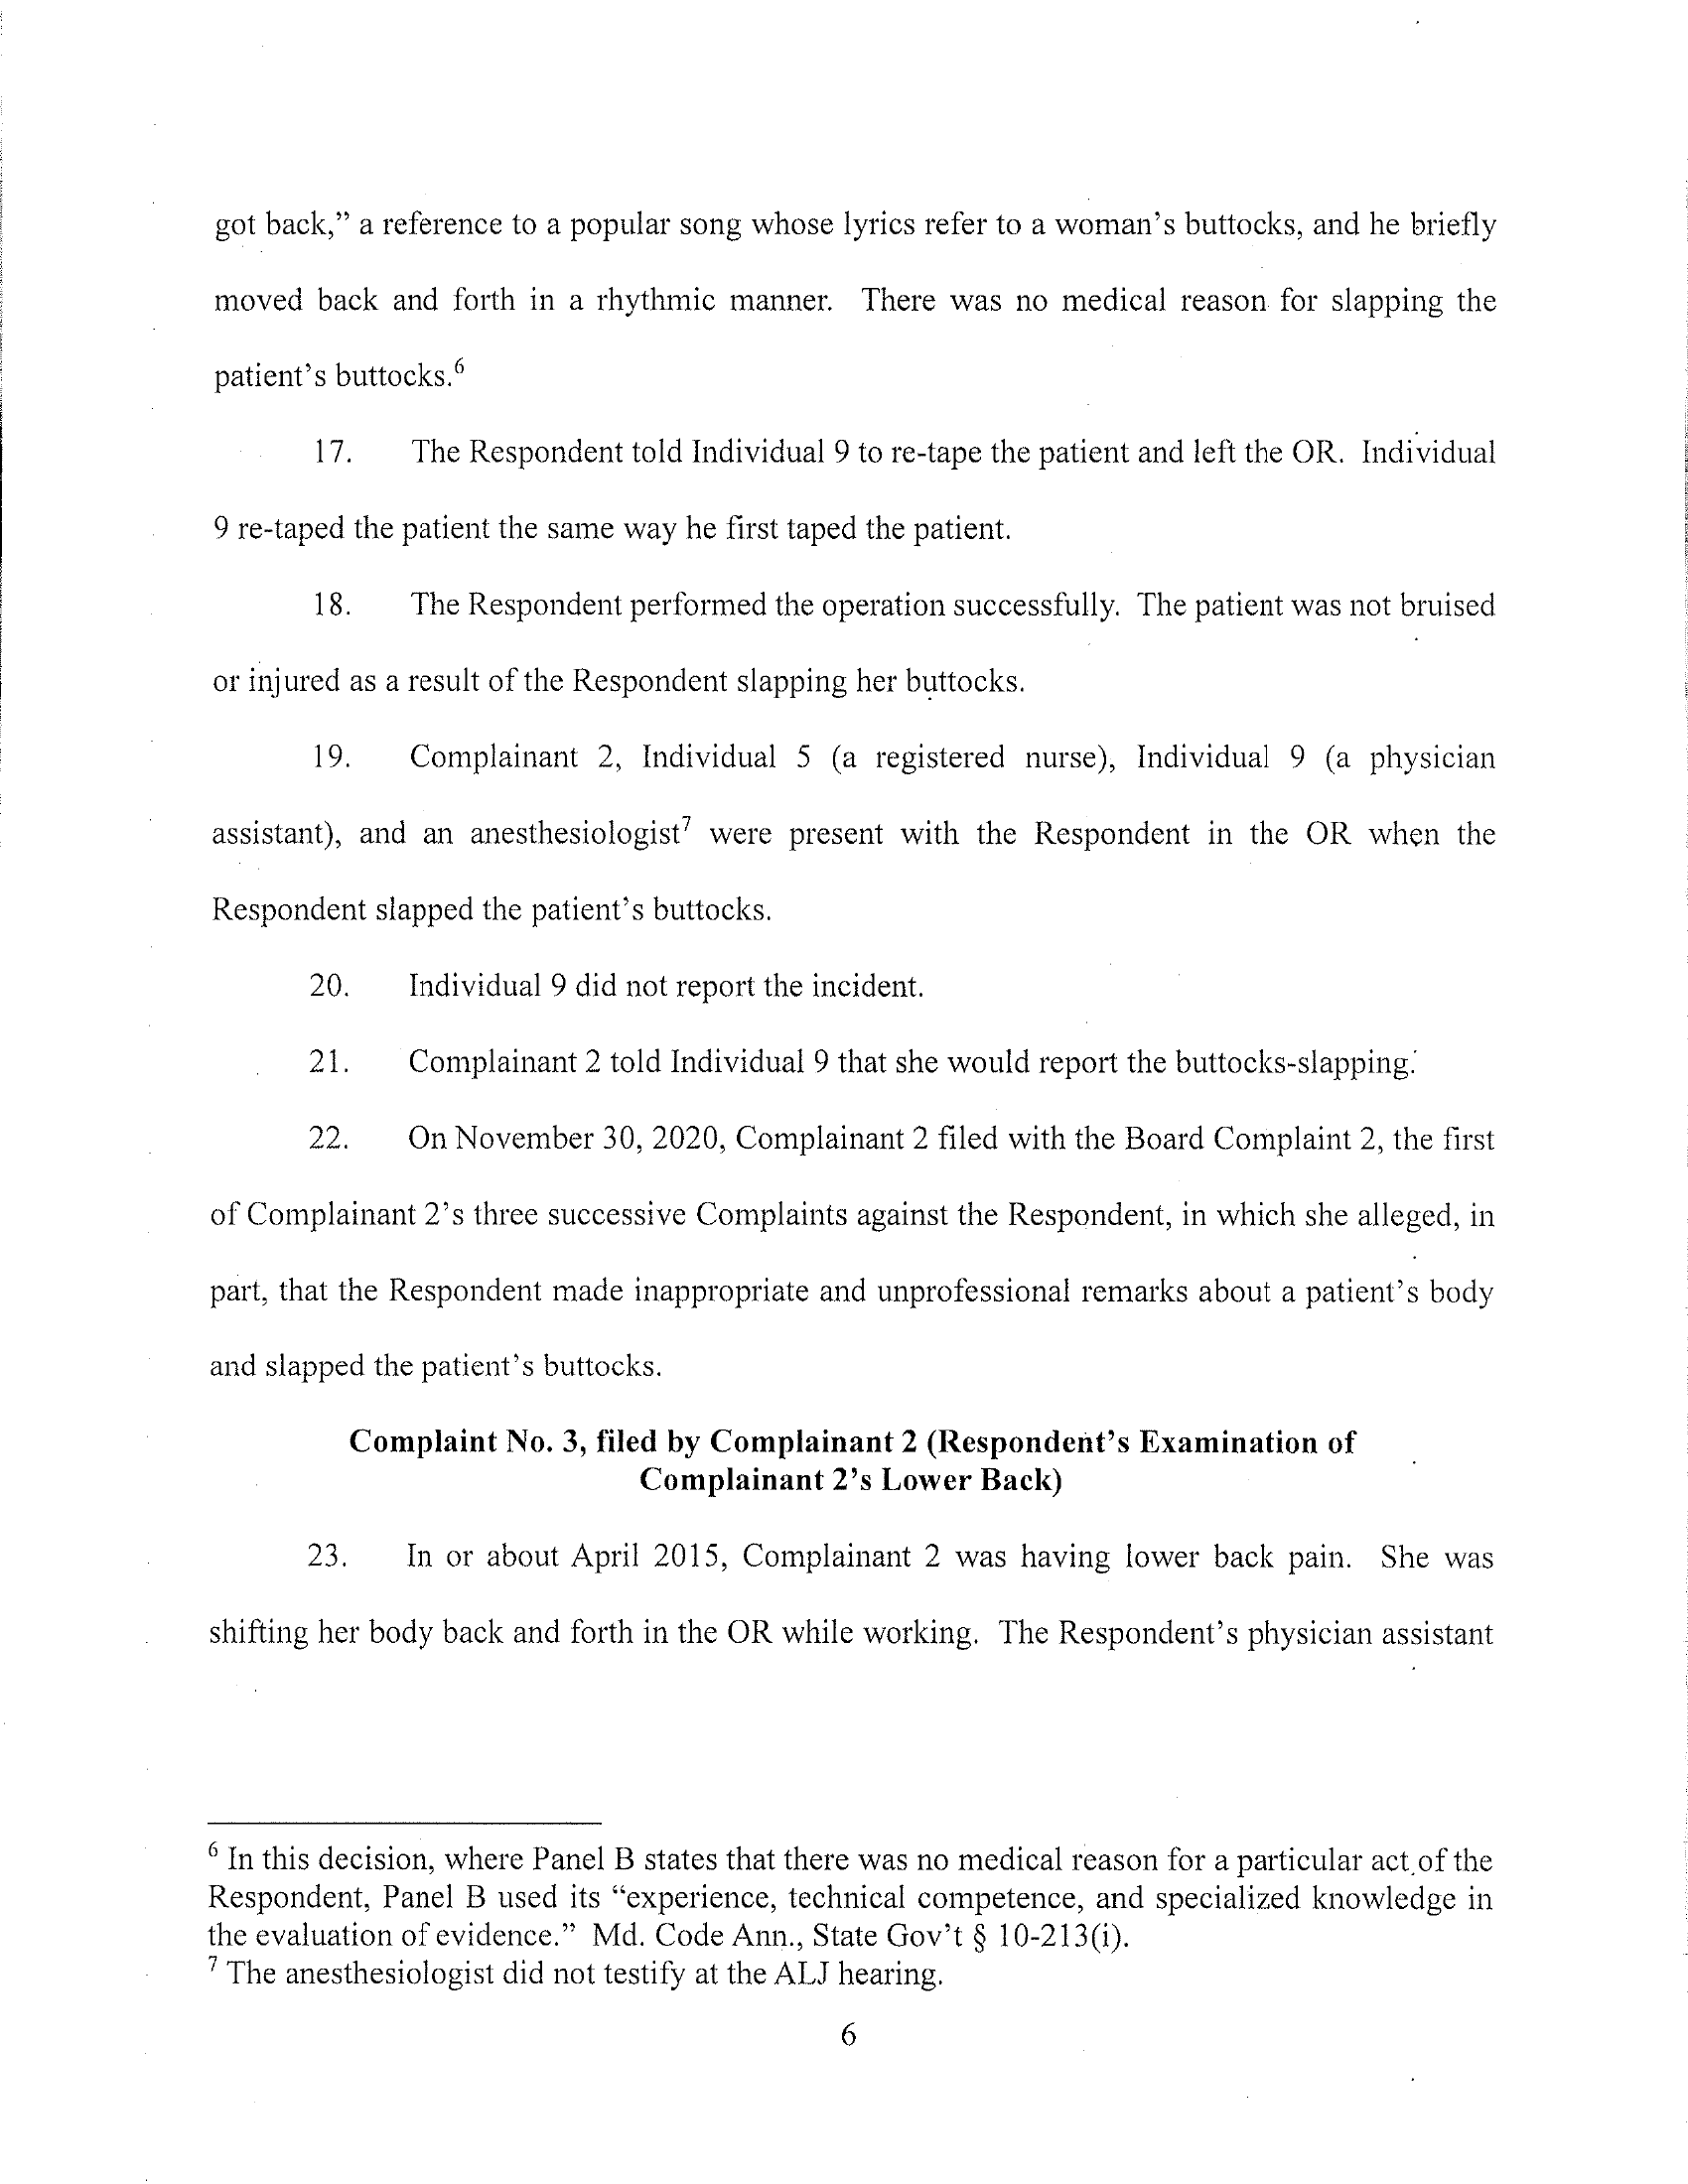 got back,” a reference to a popular song whose lyrics refer to a woman’s buttocks, and he briefly
moved back and forth in a rhythmic manner. There was no medical reason for slapping the
patient’s buttocks.⁶
17. The Respondent told Individual 9 to re-tape the patient and left the OR. Individual
9 re-taped the patient the same way he first taped the patient.
18. The Respondent performed the operation successfully. The patient was not bruised
or injured as a result of the Respondent slapping her buttocks.
19. Complainant 2, Individual 5 (a registered nurse), Individual 9 (a physician
assistant), and an anesthesiologist⁷ were present with the Respondent in the OR when the
Respondent slapped the patient’s buttocks.
20. Individual 9 did not report the incident.
21. Complainant 2 told Individual 9 that she would report the buttocks-slapping.
22. On November 30, 2020, Complainant 2 filed with the Board Complaint 2, the first
of Complainant 2’s three successive Complaints against the Respondent, in which she alleged, in
part, that the Respondent made inappropriate and unprofessional remarks about a patient’s body
and slapped the patient’s buttocks.
Complaint No. 3, filed by Complainant 2 (Respondent’s Examination of
Complainant 2’s Lower Back)
23. In or about April 2015, Complainant 2 was having lower back pain. She was
shifting her body back and forth in the OR while working. The Respondent’s physician assistant
⁶ In this decision, where Panel B states that there was no medical reason for a particular act of the
Respondent, Panel B used its “experience, technical competence, and specialized knowledge in
the evaluation of evidence.” Md. Code Ann., State Gov’t § 10-213(i).
⁷ The anesthesiologist did not testify at the ALJ hearing.
6